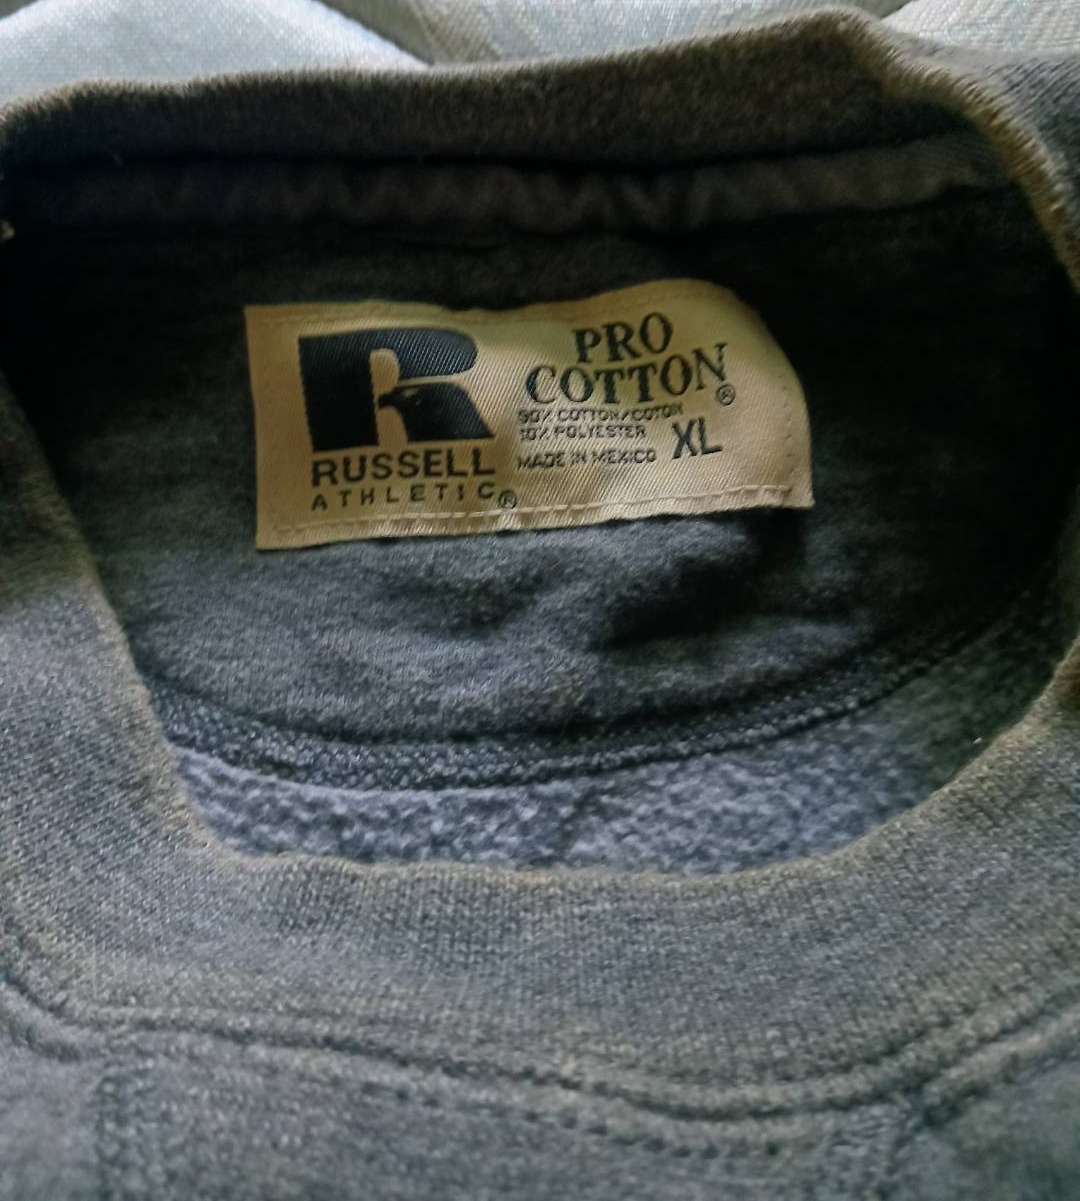 R
RUSSELL
ATHLETIC®
PRO
COTTON®
90% COTTON/COTON
10% POLYESTER
MADE IN MEXICO
XL